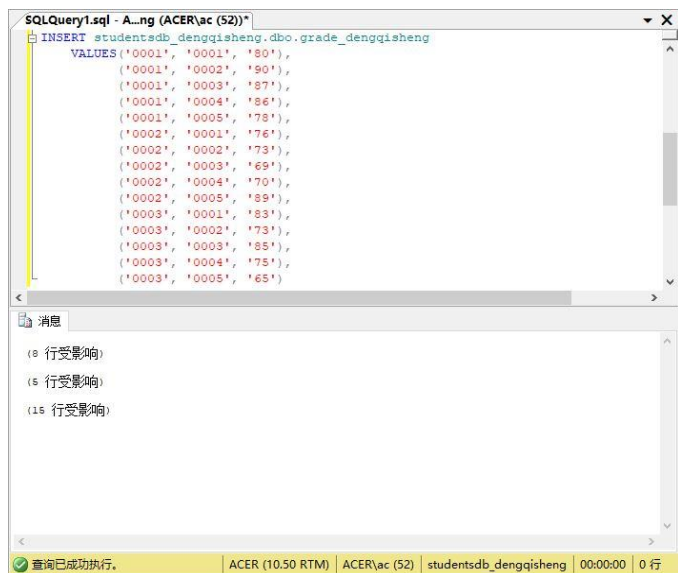 SQLQuery1.sql - A...ng (ACER\ac (52))*
INSERT studentsdb_dengqisheng.dbo.grade_dengqisheng
VALUES('0001', '0001', '80'),
('0001', '0002', '90'),
('0001', '0003', '87'),
('0001', '0004', '86'),
('0001', '0005', '78'),
('0002', '0001', '76'),
('0002', '0002', '73'),
('0002', '0003', '69'),
('0002', '0004', '70'),
('0002', '0005', '89'),
('0003', '0001', '83'),
('0003', '0002', '73'),
('0003', '0003', '85'),
('0003', '0004', '75'),
('0003', '0005', '65')
消息
(8 行受影响)
(5 行受影响)
(15 行受影响)
查询已成功执行。 ACER (10.50 RTM) ACER\ac (52) studentsdb_dengqisheng 00:00:00 0 行